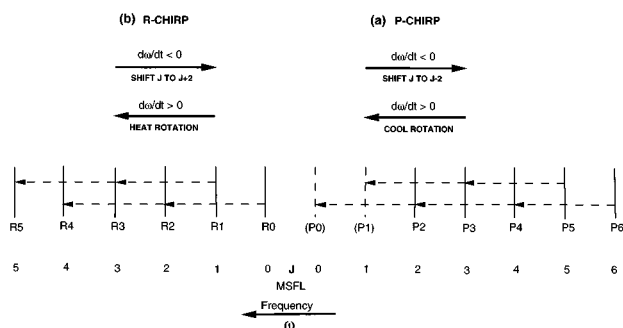 (b) R-CHIRP
(a) P-CHIRP
dω/dt < 0
SHIFT J TO J+2
dω/dt < 0
SHIFT J TO J-2
dω/dt > 0
HEAT ROTATION
dω/dt > 0
COOL ROTATION
R5 R4 R3 R2 R1 R0 (P0) (P1) P2 P3 P4 P5 P6
5 4 3 2 1 0 J 0 1 2 3 4 5 6
MSFL
Frequency
ω